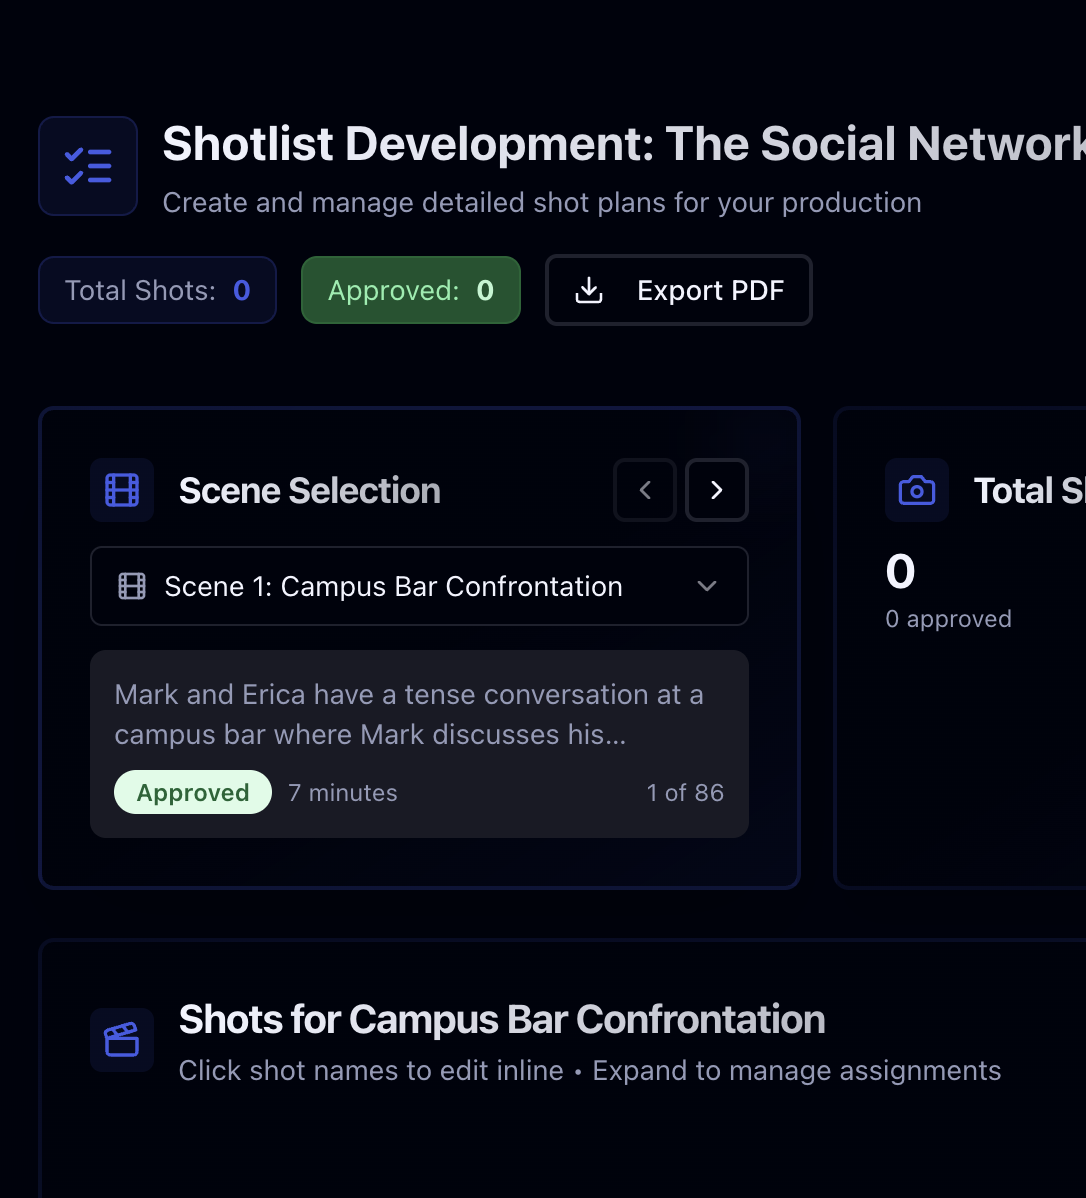 Shotlist Development: The Social Network
Create and manage detailed shot plans for your production
Total Shots: 0
Approved: 0
Export PDF
Scene Selection
Scene 1: Campus Bar Confrontation
Mark and Erica have a tense conversation at a
campus bar where Mark discusses his...
Approved
7 minutes
1 of 86
Total
0
0 approved
Shots for Campus Bar Confrontation
Click shot names to edit inline • Expand to manage assignments